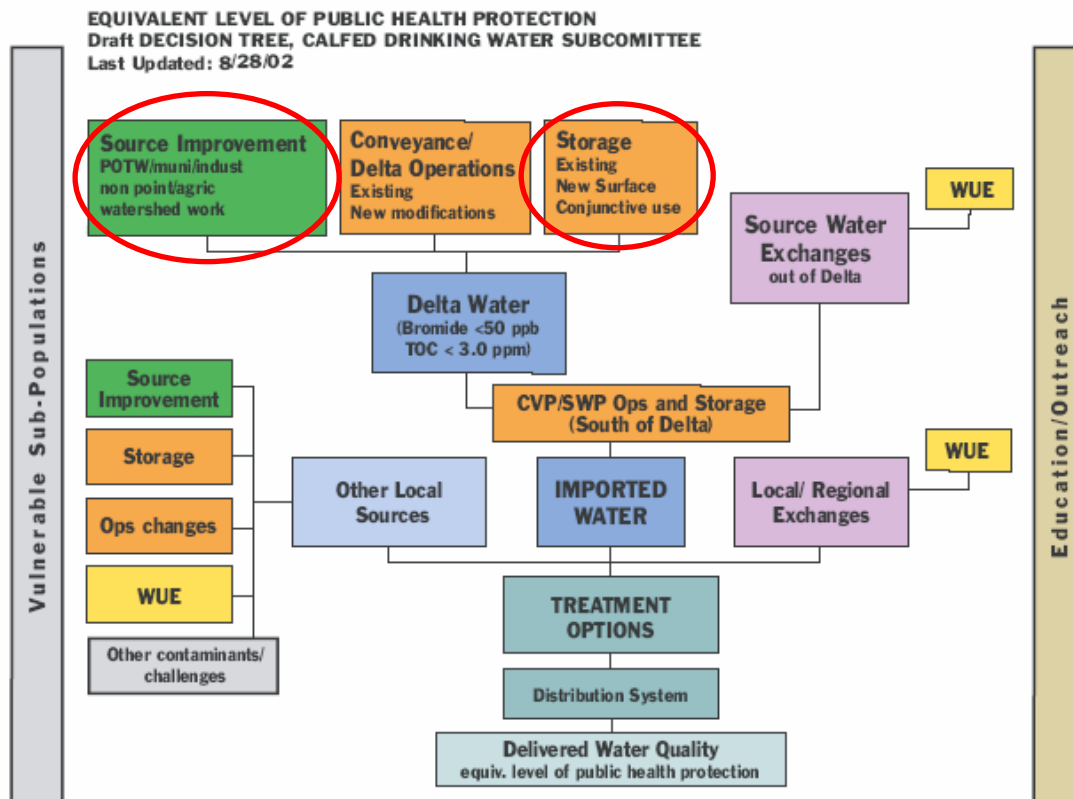 EQUIVALENT LEVEL OF PUBLIC HEALTH PROTECTION
Draft DECISION TREE, CALFED DRINKING WATER SUBCOMITTEE
Last Updated: 8/28/02
Vulnerable Sub-Populations
Source Improvement
POTW/muni/indust
non point/agric
watershed work
Conveyance/
Delta Operations
Existing
New modifications
Storage
Existing
New Surface
Conjunctive use
WUE
Source Water
Exchanges
out of Delta
Delta Water
(Bromide <50 ppb
TOC < 3.0 ppm)
Source
Improvement
CVP/SWP Ops and Storage
(South of Delta)
Storage
Other Local
Sources
IMPORTED
WATER
Local/ Regional
Exchanges
WUE
Ops changes
WUE
TREATMENT
OPTIONS
Other contaminants/
challenges
Distribution System
Delivered Water Quality
equiv. level of public health protection
Education/Outreach